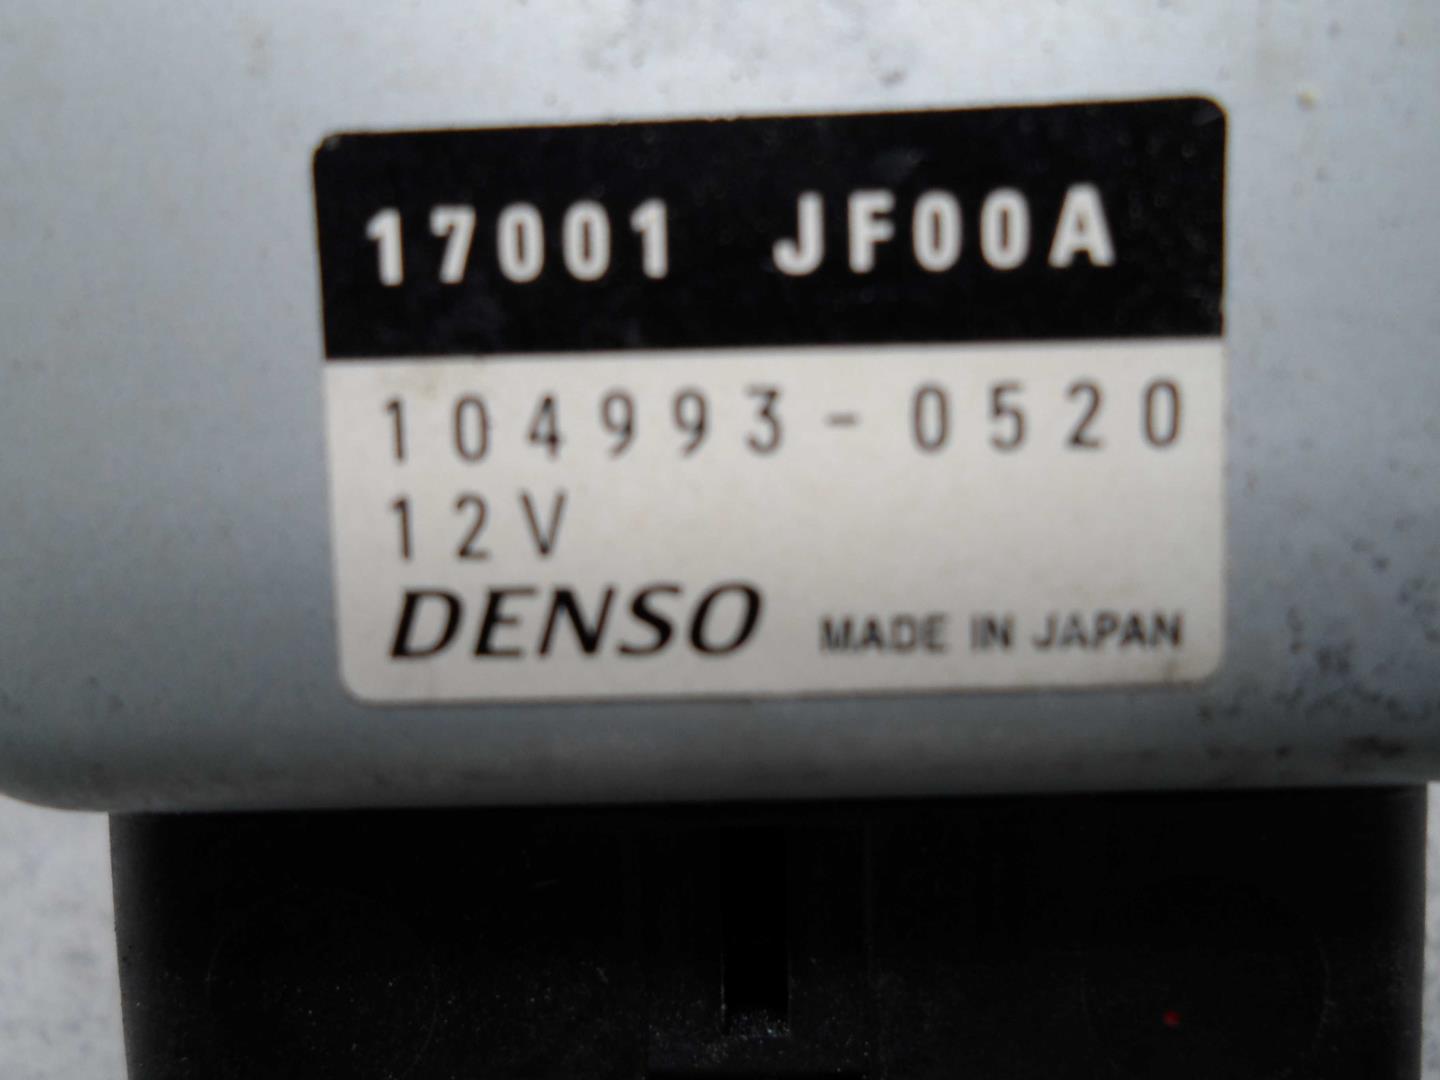 17001 JF00A
104993-0520
12V
DENSO MADE IN JAPAN